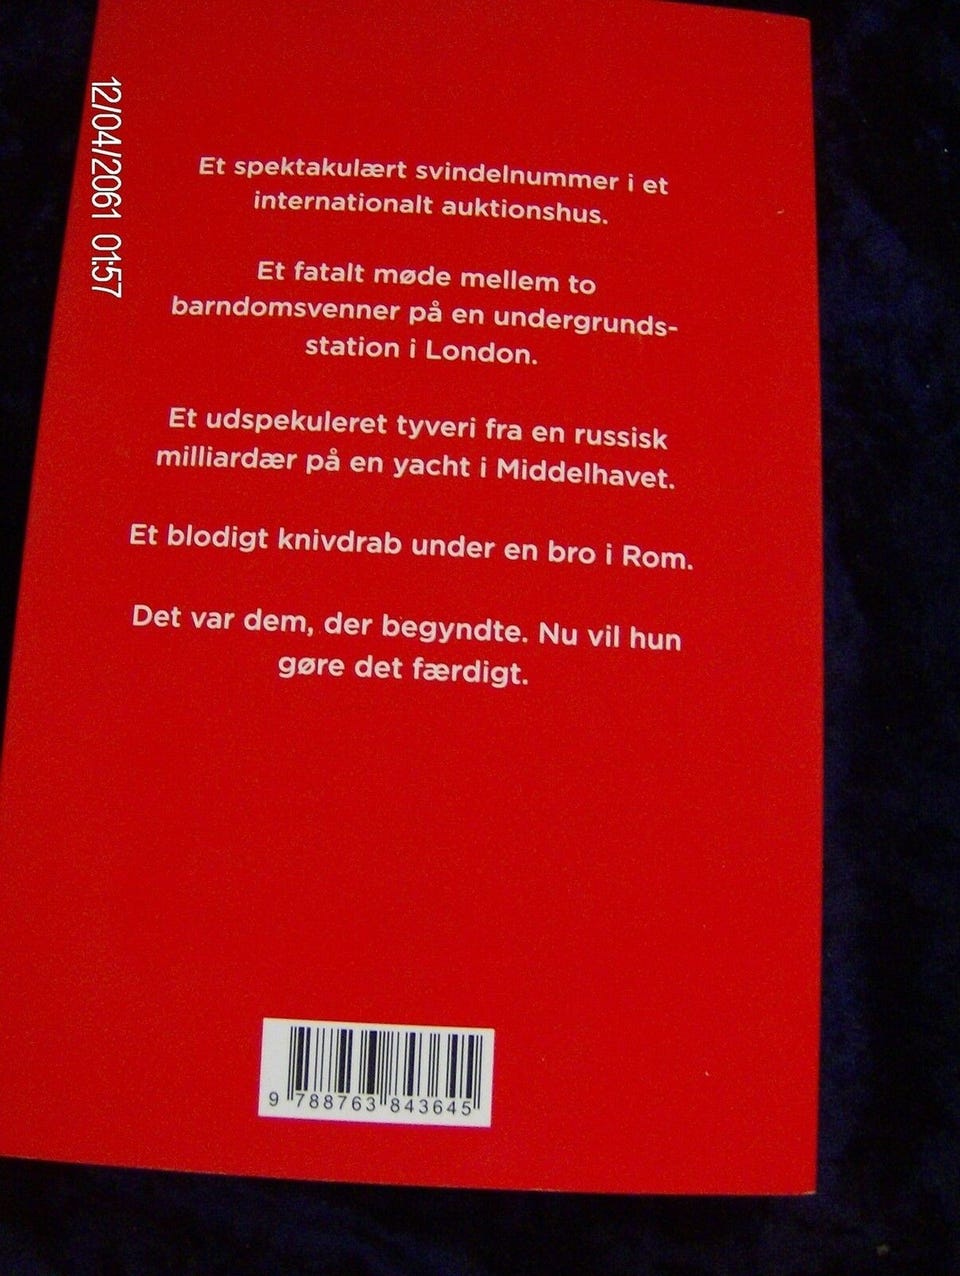 12/04/2061 01:57
Et spektakulært svindelnummer i et
internationalt auktionshus.
Et fatalt møde mellem to
barndomsvenner på en undergrunds-
station i London.
Et udspekuleret tyveri fra en russisk
milliardær på en yacht i Middelhavet.
Et blodigt knivdrab under en bro i Rom.
Det var dem, der begyndte. Nu vil hun
gøre det færdigt.
9 788763 843645